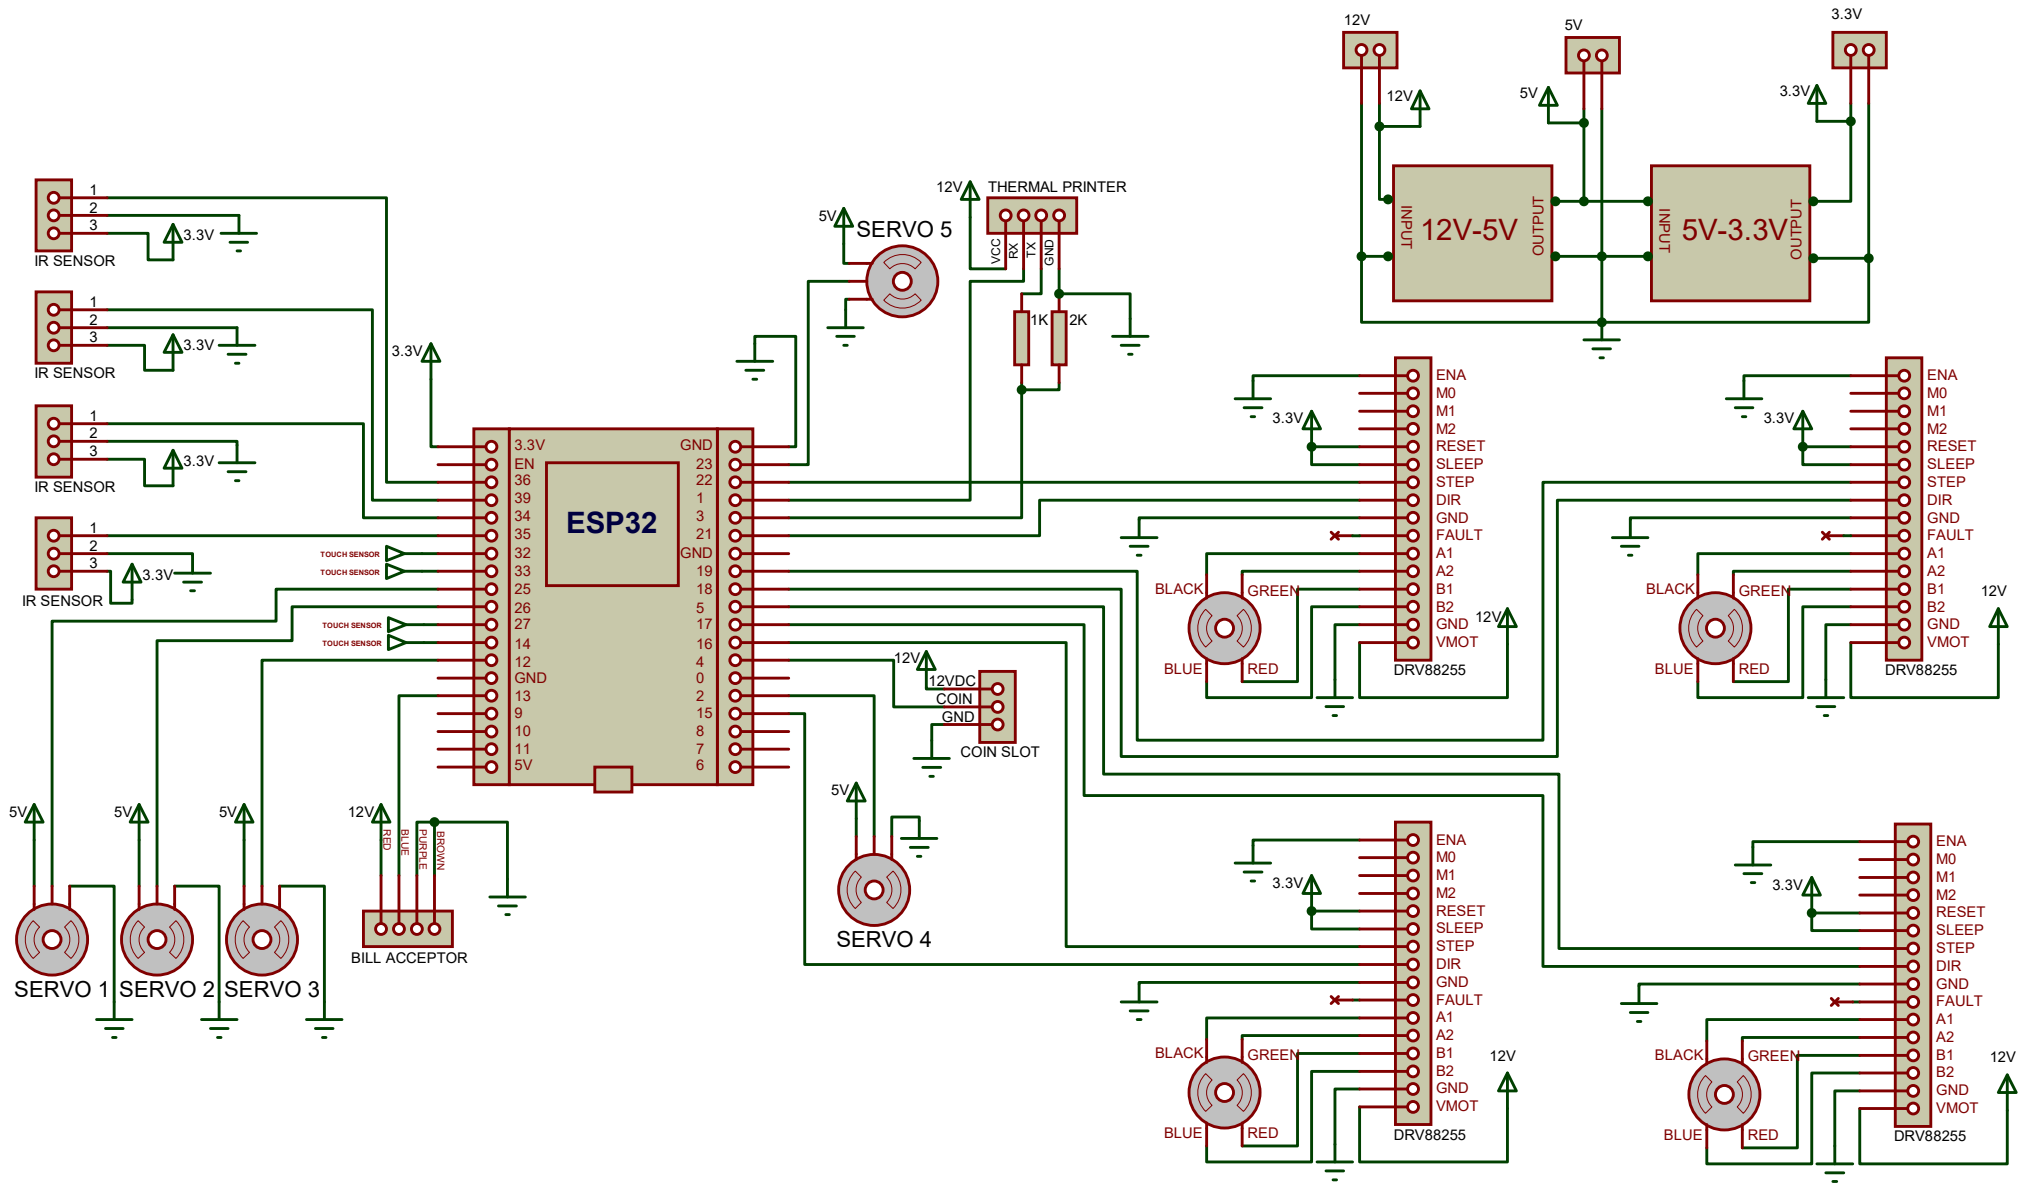 12V
5V
3.3V
12V
5V
3.3V
INPUT
12V-5V
OUTPUT
INPUT
5V-3.3V
OUTPUT
1
2
3
3.3V
IR SENSOR
1
2
3
3.3V
IR SENSOR
1
2
3
3.3V
IR SENSOR
1
2
3
3.3V
IR SENSOR
12V
THERMAL PRINTER
VCC
RX
TX
GND
1K
2K
5V
SERVO 5
3.3V
ESP32
3.3V
EN
36
39
34
35
32
33
25
26
27
14
12
GND
13
9
10
11
5V
GND
23
22
1
3
21
GND
19
18
5
17
16
4
0
2
15
8
7
6
TOUCH SENSOR
TOUCH SENSOR
TOUCH SENSOR
TOUCH SENSOR
12V
12VDC
COIN
GND
COIN SLOT
5V
SERVO 4
5V
SERVO 1
5V
SERVO 2
5V
SERVO 3
12V
RED
BLUE
PURPLE
BROWN
BILL ACCEPTOR
3.3V
ENA
M0
M1
M2
RESET
SLEEP
STEP
DIR
GND
FAULT
A1
A2
B1
B2
GND
VMOT
DRV88255
BLACK
GREEN
BLUE
RED
12V
3.3V
ENA
M0
M1
M2
RESET
SLEEP
STEP
DIR
GND
FAULT
A1
A2
B1
B2
GND
VMOT
DRV88255
BLACK
GREEN
BLUE
RED
12V
3.3V
ENA
M0
M1
M2
RESET
SLEEP
STEP
DIR
GND
FAULT
A1
A2
B1
B2
GND
VMOT
DRV88255
BLACK
GREEN
BLUE
RED
12V
3.3V
ENA
M0
M1
M2
RESET
SLEEP
STEP
DIR
GND
FAULT
A1
A2
B1
B2
GND
VMOT
DRV88255
BLACK
GREEN
BLUE
RED
12V